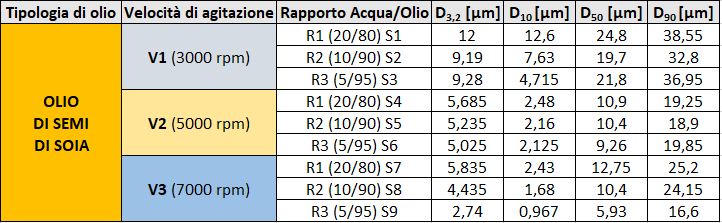 Tipologia di olio Velocità di agitazione Rapporto Acqua/Olio D3,2 [µm] D10 [µm] D50 [µm] D90 [µm]
OLIO
DI SEMI
DI SOIA
V1 (3000 rpm)
R1 (20/80) S1 12 12,6 24,8 38,55
R2 (10/90) S2 9,19 7,63 19,7 32,8
R3 (5/95) S3 9,28 4,715 21,8 36,95
V2 (5000 rpm)
R1 (20/80) S4 5,685 2,48 10,9 19,25
R2 (10/90) S5 5,235 2,16 10,4 18,9
R3 (5/95) S6 5,025 2,125 9,26 19,85
V3 (7000 rpm)
R1 (20/80) S7 5,835 2,43 12,75 25,2
R2 (10/90) S8 4,435 1,68 10,4 24,15
R3 (5/95) S9 2,74 0,967 5,93 16,6